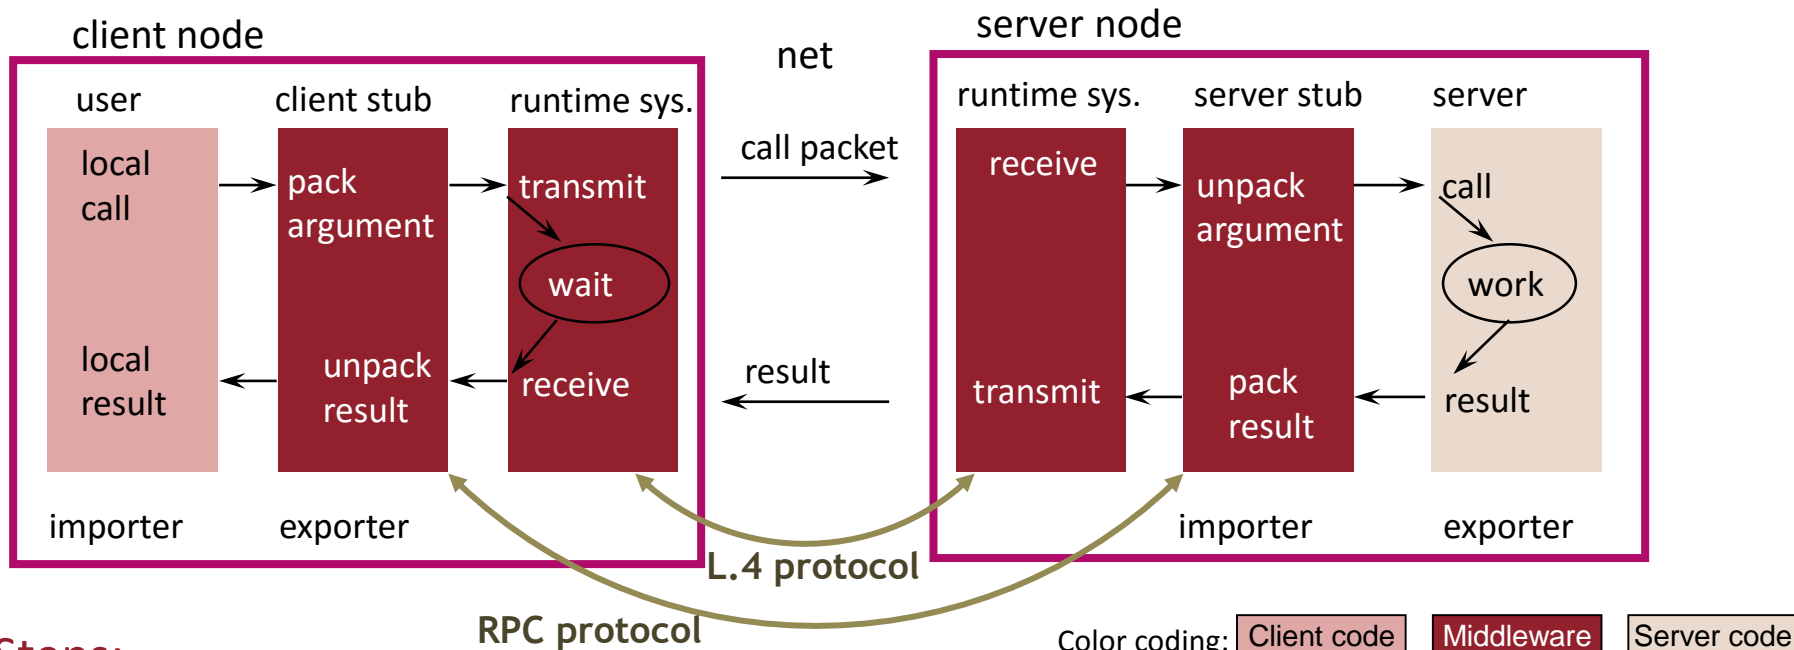 client node
net
server node
user
client stub
runtime sys.
runtime sys.
server stub
server
local
call
pack
argument
transmit
wait
call packet
receive
unpack
argument
call
work
local
result
unpack
result
receive
result
transmit
pack
result
result
importer
exporter
importer
exporter
L.4 protocol
RPC protocol
Steps:
Color coding:
Client code
Middleware
Server code